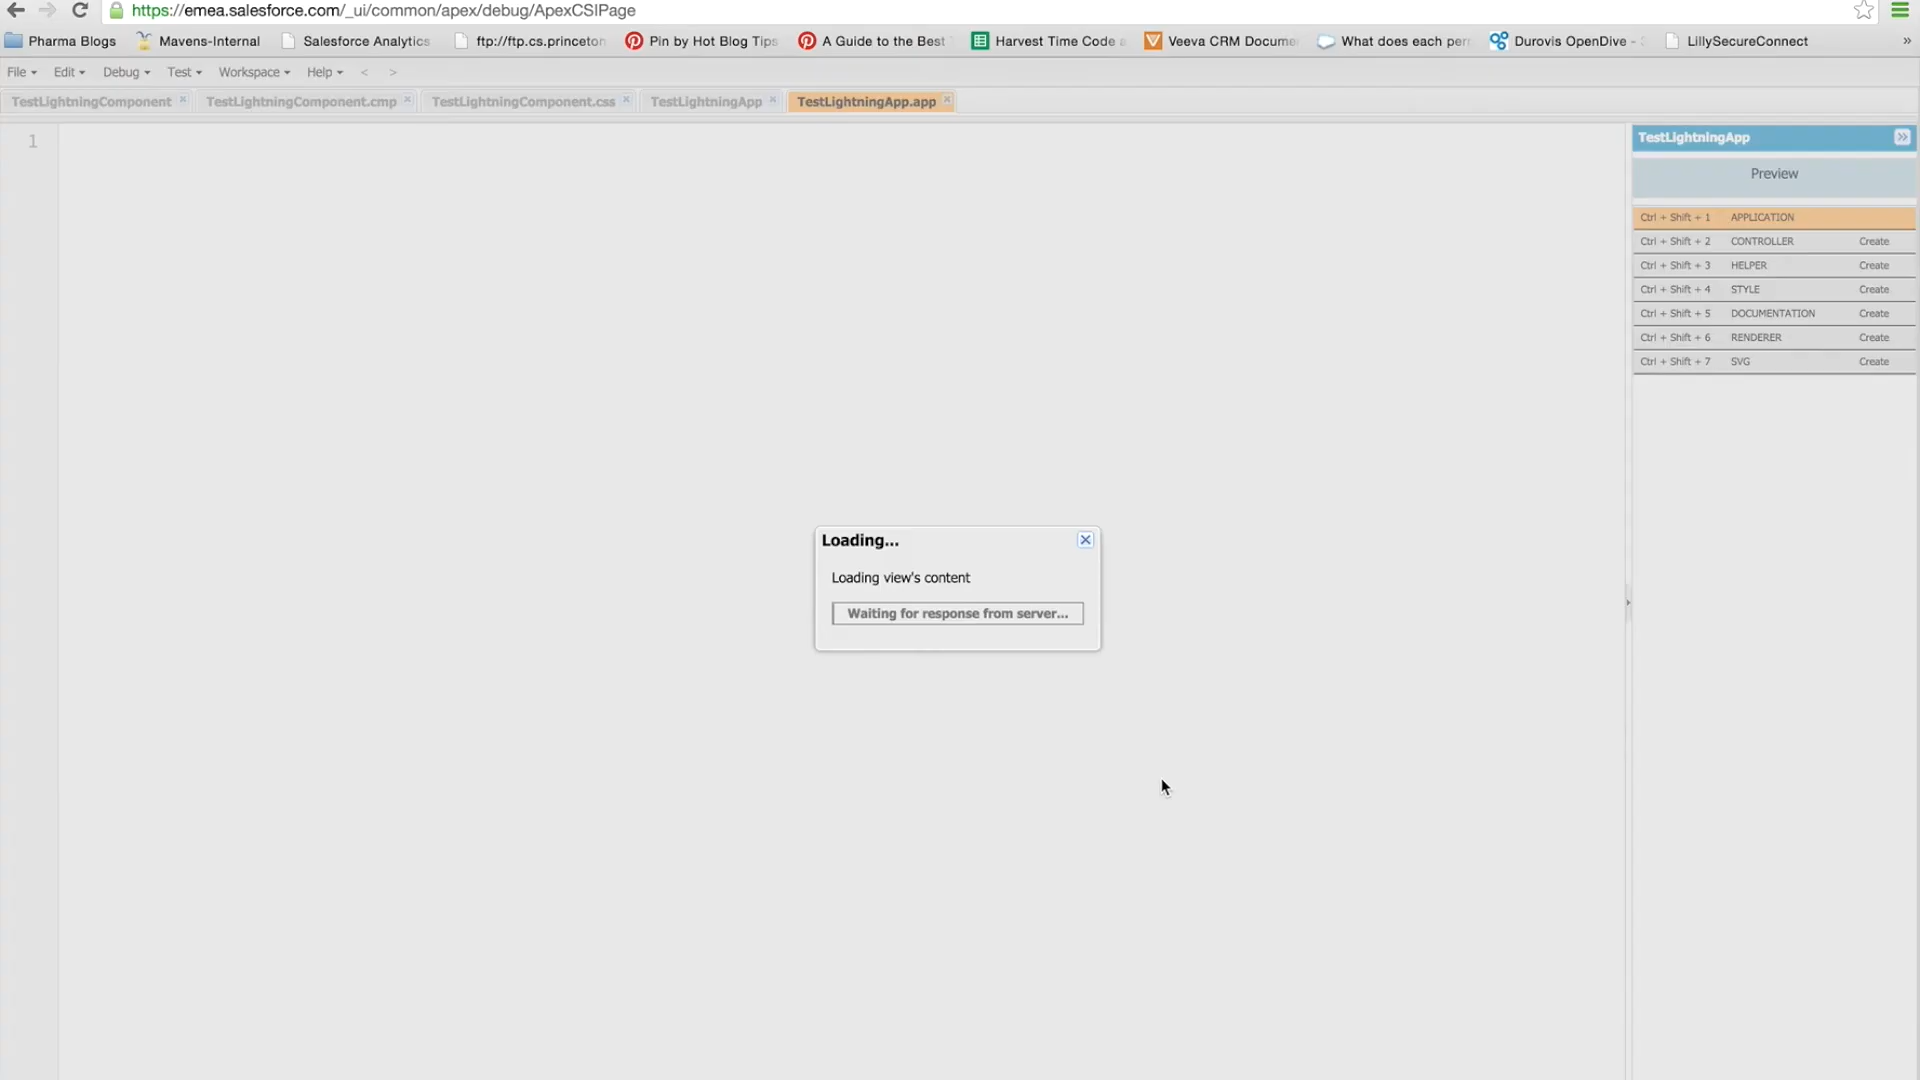 https://emea.salesforce.com/_ui/common/apex/debug/ApexCSIPage
Pharma Blogs Mavens-Internal Salesforce Analytics ftp://ftp.cs.princeton Pin by Hot Blog Tips A Guide to the Best Harvest Time Code a Veeva CRM Docume What does each per Durovis OpenDive - LillySecureConnect »
File Edit Debug Test Workspace Help < >
TestLightningComponent TestLightningComponent.cmp TestLightningComponent.css TestLightningApp TestLightningApp.app
1
TestLightningApp
Preview
Ctrl + Shift + 1 APPLICATION
Ctrl + Shift + 2 CONTROLLER Create
Ctrl + Shift + 3 HELPER Create
Ctrl + Shift + 4 STYLE Create
Ctrl + Shift + 5 DOCUMENTATION Create
Ctrl + Shift + 6 RENDERER Create
Ctrl + Shift + 7 SVG Create
Loading...
Loading view's content
Waiting for response from server...